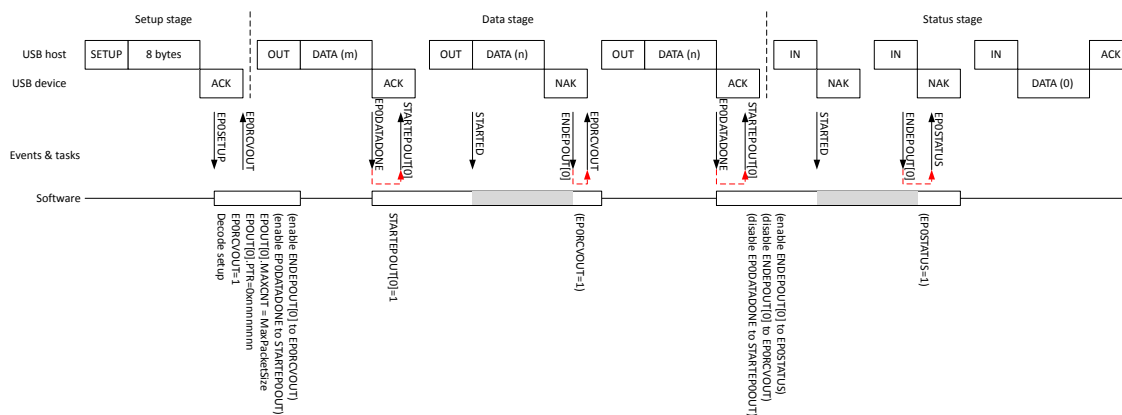 Setup stage
Data stage
Status stage
USB host
SETUP
8 bytes
OUT
DATA (m)
OUT
DATA (n)
OUT
DATA (n)
IN
IN
IN
ACK
USB device
ACK
ACK
NAK
ACK
NAK
NAK
DATA (0)
Events & tasks
EP0SETUP
EP0RCVOUT
EP0DATADONE
STARTEPOUT[0]
STARTED
ENDEPOUT[0]
EP0RCVOUT
EP0DATADONE
STARTEPOUT[0]
STARTED
ENDEPOUT[0]
EP0STATUS
Software
(enable ENDEPOUT[0] to EP0RCVOUT)
(enable EP0DATADONE to STARTEP0OUT)
EPOUT[0].MAXCNT = MaxPacketSize
EPOUT[0].PTR=0xnnnnnnnn
EP0RCVOUT=1
Decode setup
STARTEPOUT[0]=1
(EP0RCVOUT=1)
(enable ENDEPOUT[0] to EP0STATUS)
(disable ENDEPOUT[0] to EP0RCVOUT)
(disable EP0DATADONE to STARTEP0OUT)
(EP0STATUS=1)